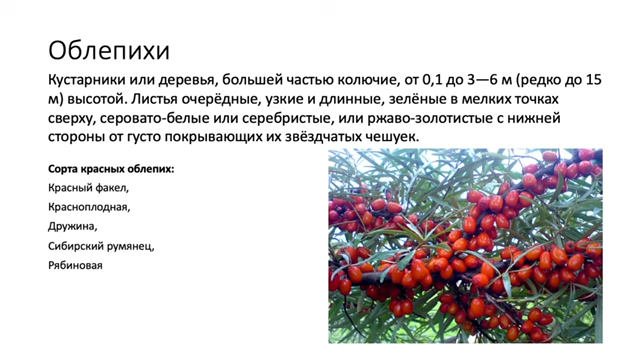 Облепихи
Кустарники или деревья, большей частью колючие, от 0,1 до 3—6 м (редко до 15
м) высотой. Листья очерёдные, узкие и длинные, зелёные в мелких точках
сверху, серовато-белые или серебристые, или ржаво-золотистые с нижней
стороны от густо покрывающих их звёздчатых чешуек.
Сорта красных облепих:
Красный факел,
Красноплодная,
Дружина,
Сибирский румянец,
Рябиновая